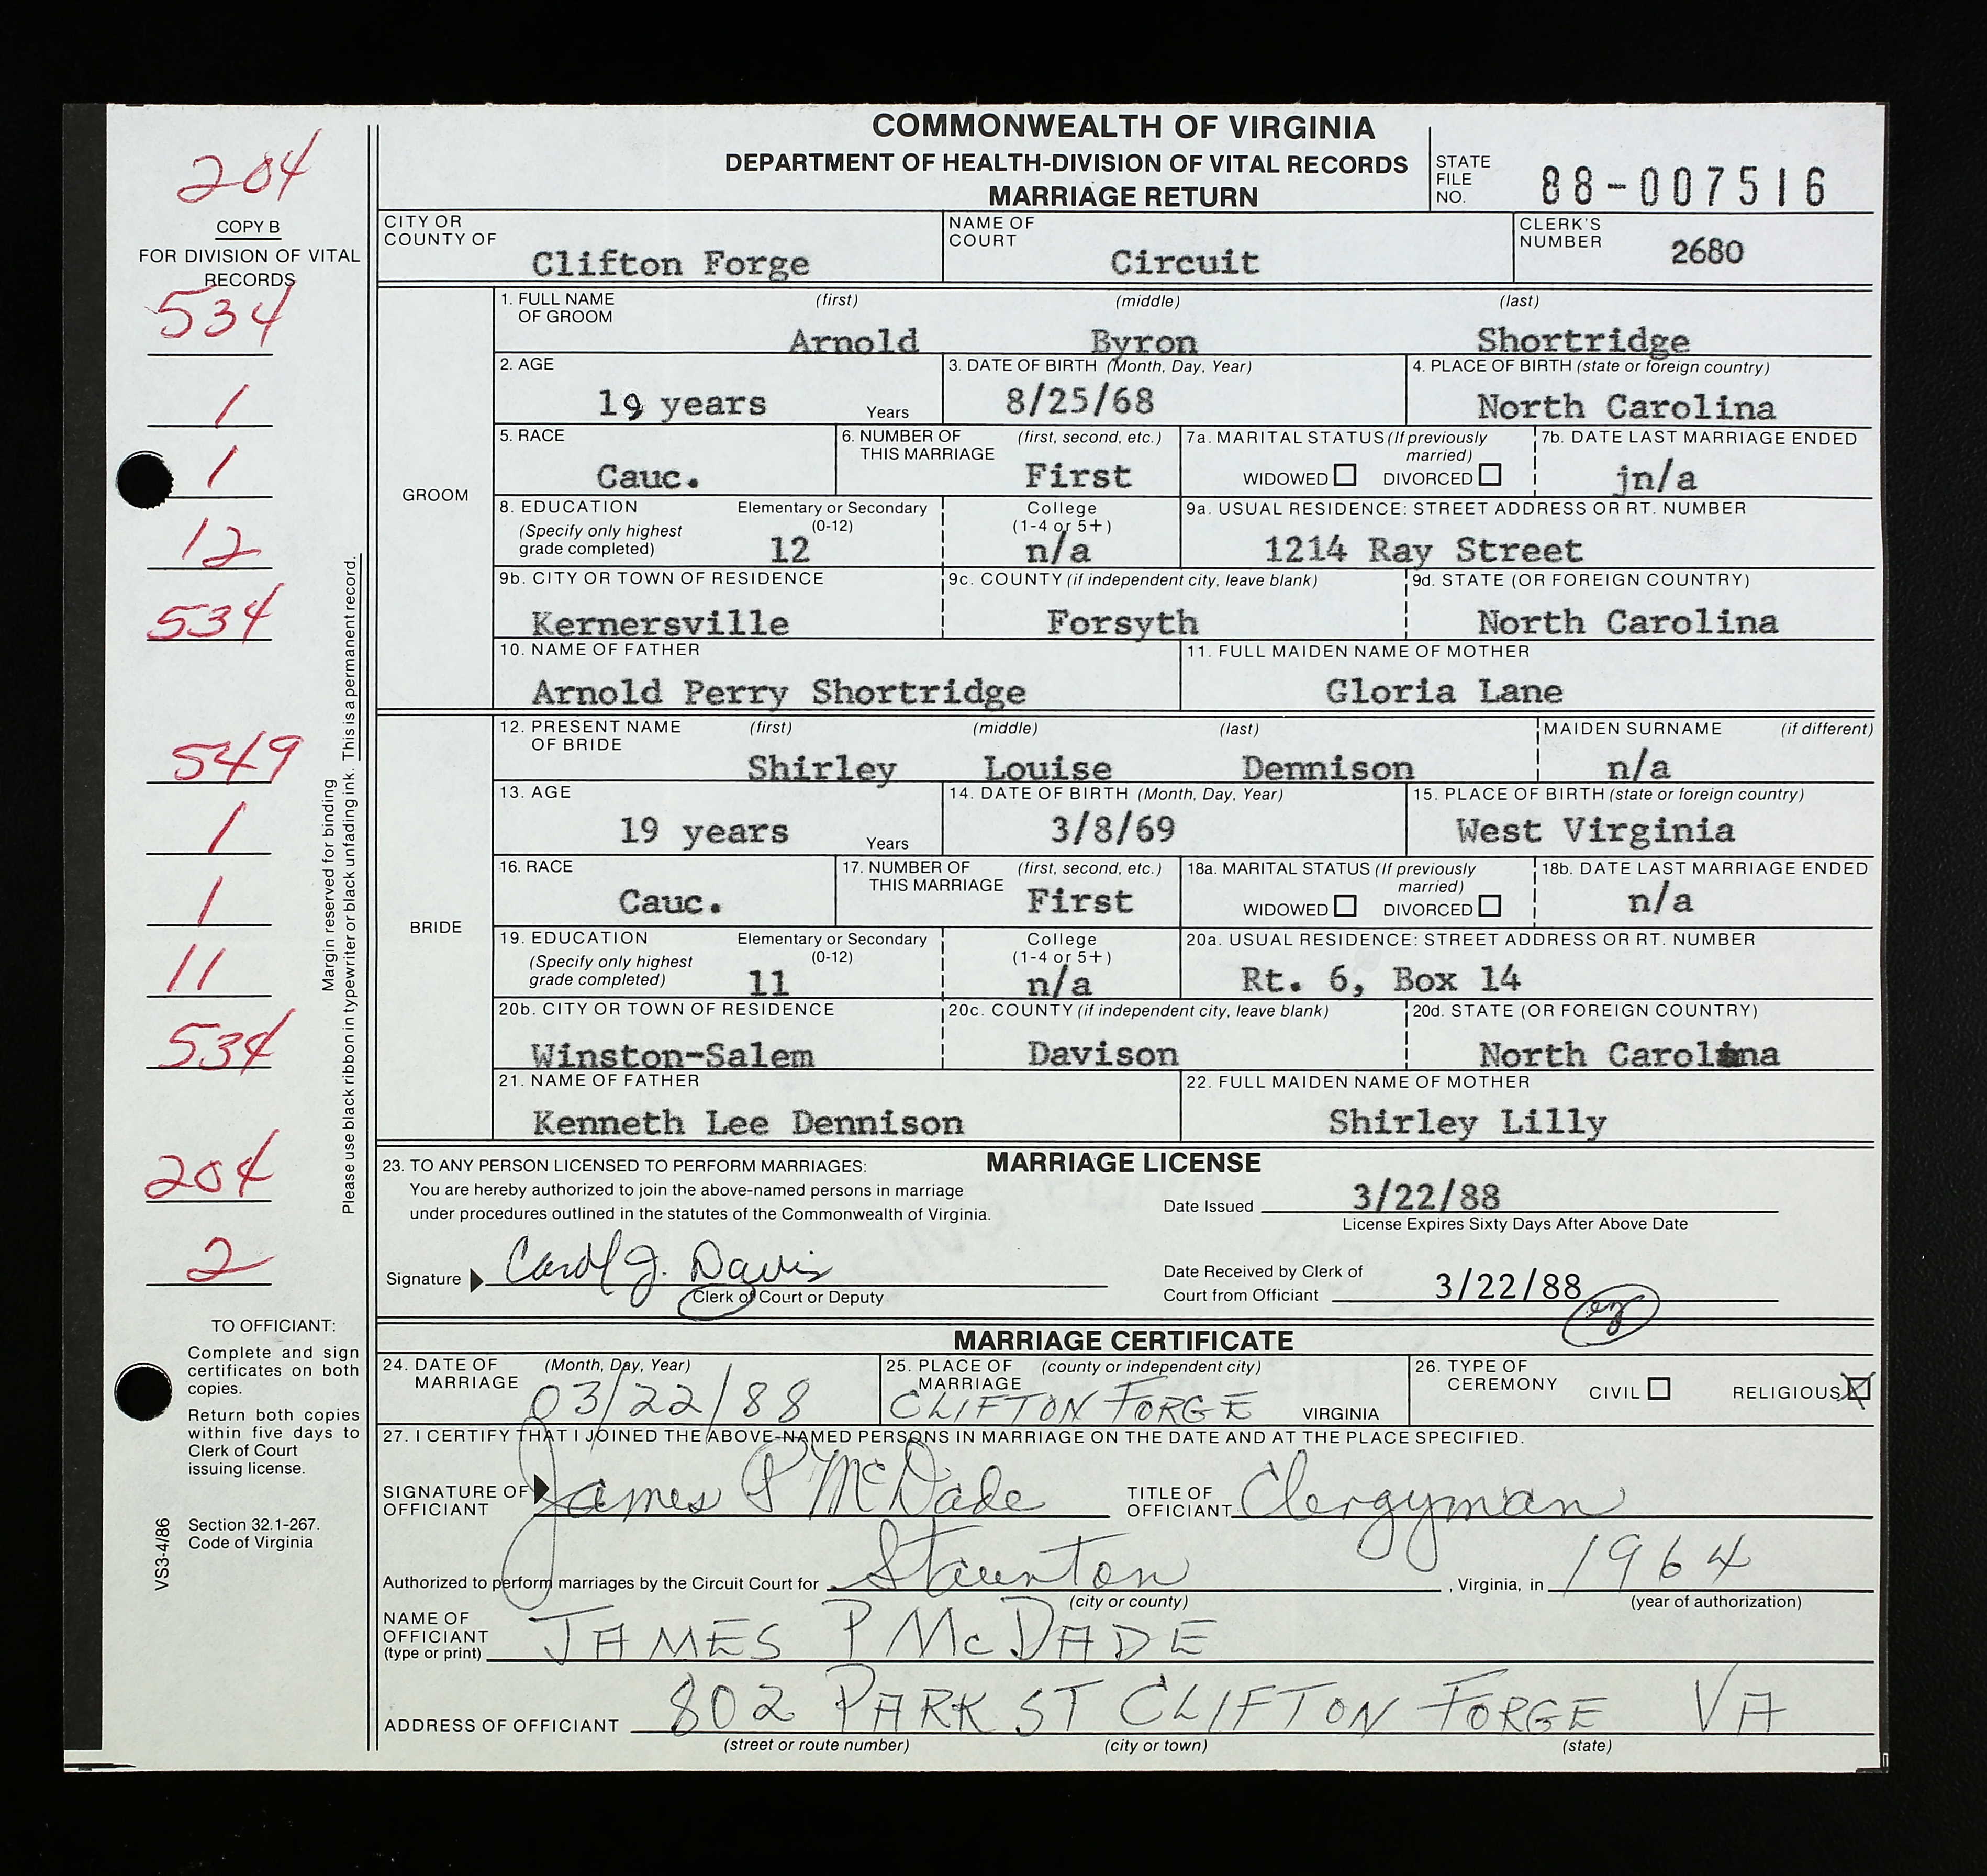 COMMONWEALTH OF VIRGINIA
DEPARTMENT OF HEALTH-DIVISION OF VITAL RECORDS
MARRIAGE RETURN
STATE FILE NO. 88-007516
204
COPY B
FOR DIVISION OF VITAL RECORDS
534
1
1
12
534
549
1
1
11
534
204
2
Margin reserved for binding
Please use black ribbon in typewriter or black unfading ink. This is a permanent record.
TO OFFICIANT:
Complete and sign
certificates on both
copies.
Return both copies
within five days to
Clerk of Court
issuing license.
Section 32.1-267.
Code of Virginia
VS3-4/86
CITY OR COUNTY OF Clifton Forge NAME OF COURT Circuit CLERK'S NUMBER 2680
GROOM
1. FULL NAME OF GROOM (first) (middle) (last)
Arnold Byron Shortridge
2. AGE 3. DATE OF BIRTH (Month, Day, Year) 4. PLACE OF BIRTH (state or foreign country)
19 years Years 8/25/68 North Carolina
5. RACE 6. NUMBER OF THIS MARRIAGE (first, second, etc.) 7a. MARITAL STATUS (If previously married) 7b. DATE LAST MARRIAGE ENDED
Cauc. First WIDOWED ☐ DIVORCED ☐ jn/a
8. EDUCATION (Specify only highest grade completed) Elementary or Secondary (0-12) College (1-4 or 5+) 9a. USUAL RESIDENCE: STREET ADDRESS OR RT. NUMBER
12 n/a 1214 Ray Street
9b. CITY OR TOWN OF RESIDENCE 9c. COUNTY (if independent city, leave blank) 9d. STATE (OR FOREIGN COUNTRY)
Kernersville Forsyth North Carolina
10. NAME OF FATHER 11. FULL MAIDEN NAME OF MOTHER
Arnold Perry Shortridge Gloria Lane
BRIDE
12. PRESENT NAME OF BRIDE (first) (middle) (last) MAIDEN SURNAME (if different)
Shirley Louise Dennison n/a
13. AGE 14. DATE OF BIRTH (Month, Day, Year) 15. PLACE OF BIRTH (state or foreign country)
19 years Years 3/8/69 West Virginia
16. RACE 17. NUMBER OF THIS MARRIAGE (first, second, etc.) 18a. MARITAL STATUS (If previously married) 18b. DATE LAST MARRIAGE ENDED
Cauc. First WIDOWED ☐ DIVORCED ☐ n/a
19. EDUCATION (Specify only highest grade completed) Elementary or Secondary (0-12) College (1-4 or 5+) 20a. USUAL RESIDENCE: STREET ADDRESS OR RT. NUMBER
11 n/a Rt. 6, Box 14
20b. CITY OR TOWN OF RESIDENCE 20c. COUNTY (if independent city, leave blank) 20d. STATE (OR FOREIGN COUNTRY)
Winston-Salem Davison North Carolina
21. NAME OF FATHER 22. FULL MAIDEN NAME OF MOTHER
Kenneth Lee Dennison Shirley Lilly
MARRIAGE LICENSE
23. TO ANY PERSON LICENSED TO PERFORM MARRIAGES:
You are hereby authorized to join the above-named persons in marriage
under procedures outlined in the statutes of the Commonwealth of Virginia.
Date Issued 3/22/88
License Expires Sixty Days After Above Date
Signature Carol J. Davis
Clerk of Court or Deputy
Date Received by Clerk of Court from Officiant 3/22/88
MARRIAGE CERTIFICATE
24. DATE OF MARRIAGE (Month, Day, Year) 03/22/88
25. PLACE OF MARRIAGE (county or independent city) CLIFTON FORGE VIRGINIA
26. TYPE OF CEREMONY CIVIL ☐ RELIGIOUS ☒
27. I CERTIFY THAT I JOINED THE ABOVE-NAMED PERSONS IN MARRIAGE ON THE DATE AND AT THE PLACE SPECIFIED.
SIGNATURE OF OFFICIANT James P McDade TITLE OF OFFICIANT Clergyman
Authorized to perform marriages by the Circuit Court for Staunton, Virginia, in 1964
(city or county) (year of authorization)
NAME OF OFFICIANT (type or print) JAMES P McDADE
ADDRESS OF OFFICIANT 802 PARK ST CLIFTON FORGE VA
(street or route number) (city or town) (state)